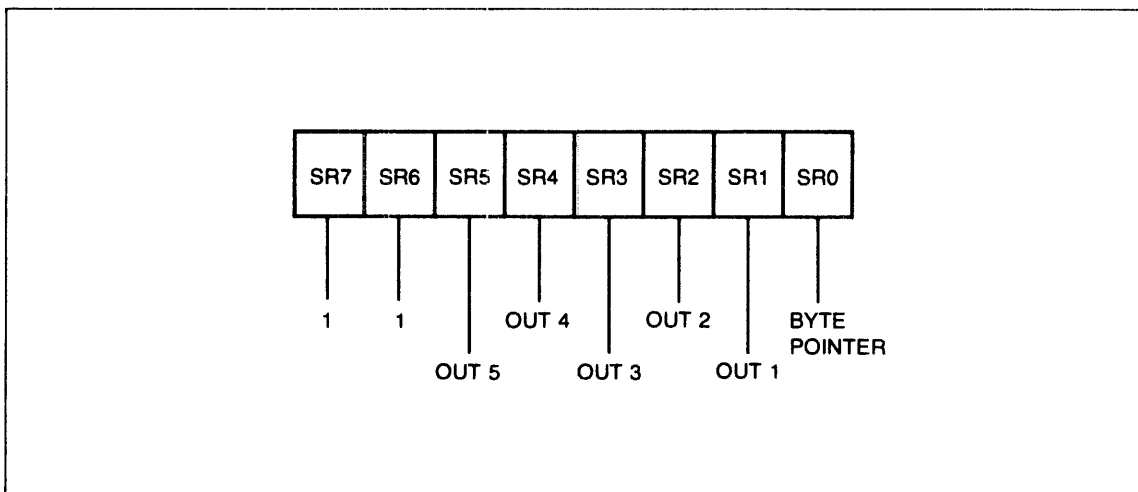 SR7 SR6 SR5 SR4 SR3 SR2 SR1 SR0
1 1 OUT 4 OUT 2 BYTE
POINTER
OUT 5 OUT 3 OUT 1